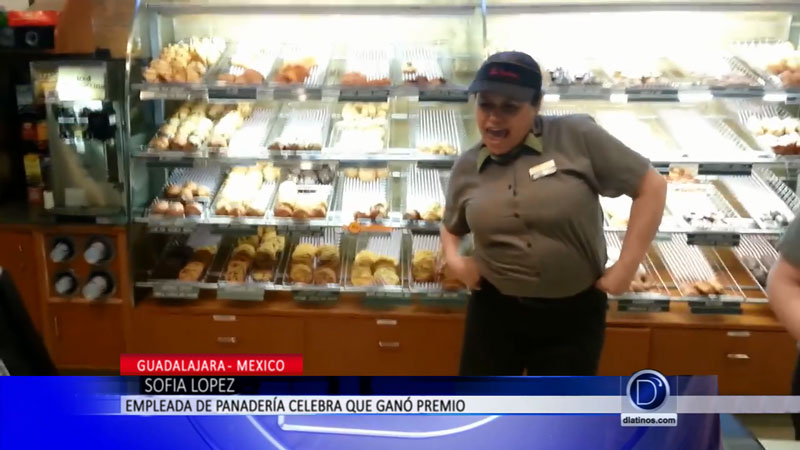 GUADALAJARA - MEXICO
SOFIA LOPEZ
EMPLEADA DE PANADERÍA CELEBRA QUE GANÓ PREMIO
D
dlatinos.com